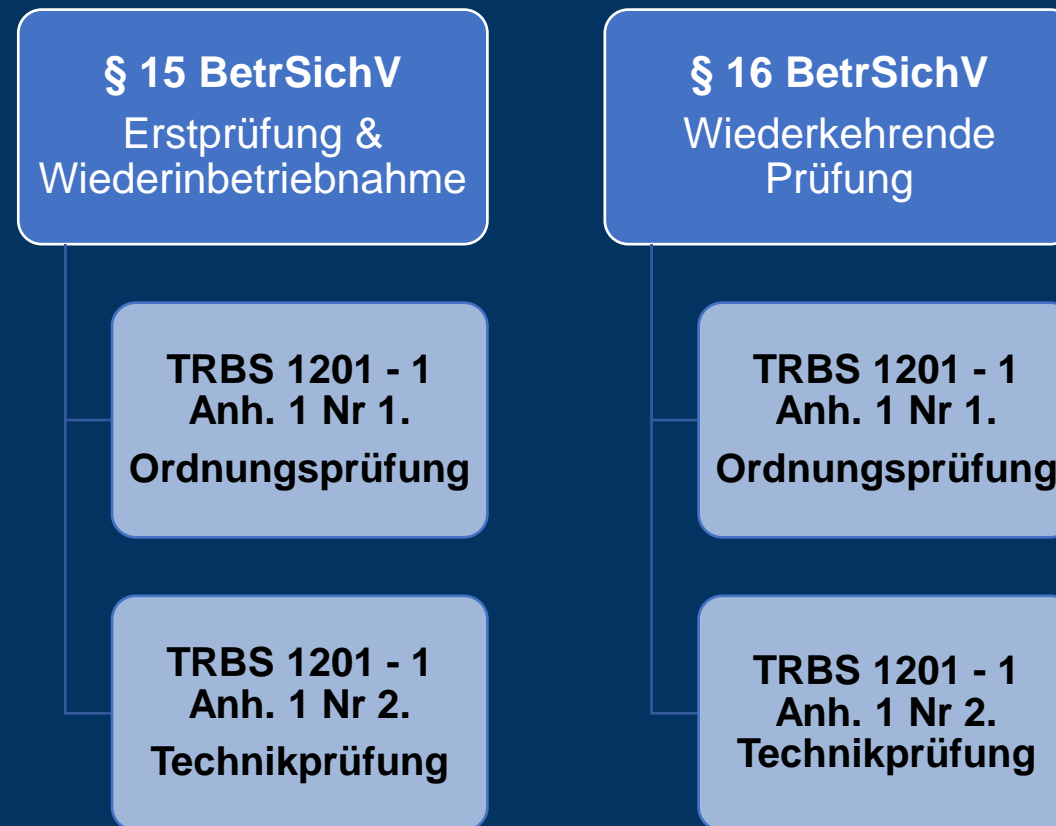 § 15 BetrSichV
Erstprüfung &
Wiederinbetriebnahme
TRBS 1201 - 1
Anh. 1 Nr 1.
Ordnungsprüfung
TRBS 1201 - 1
Anh. 1 Nr 2.
Technikprüfung
§ 16 BetrSichV
Wiederkehrende
Prüfung
TRBS 1201 - 1
Anh. 1 Nr 1.
Ordnungsprüfung
TRBS 1201 - 1
Anh. 1 Nr 2.
Technikprüfung